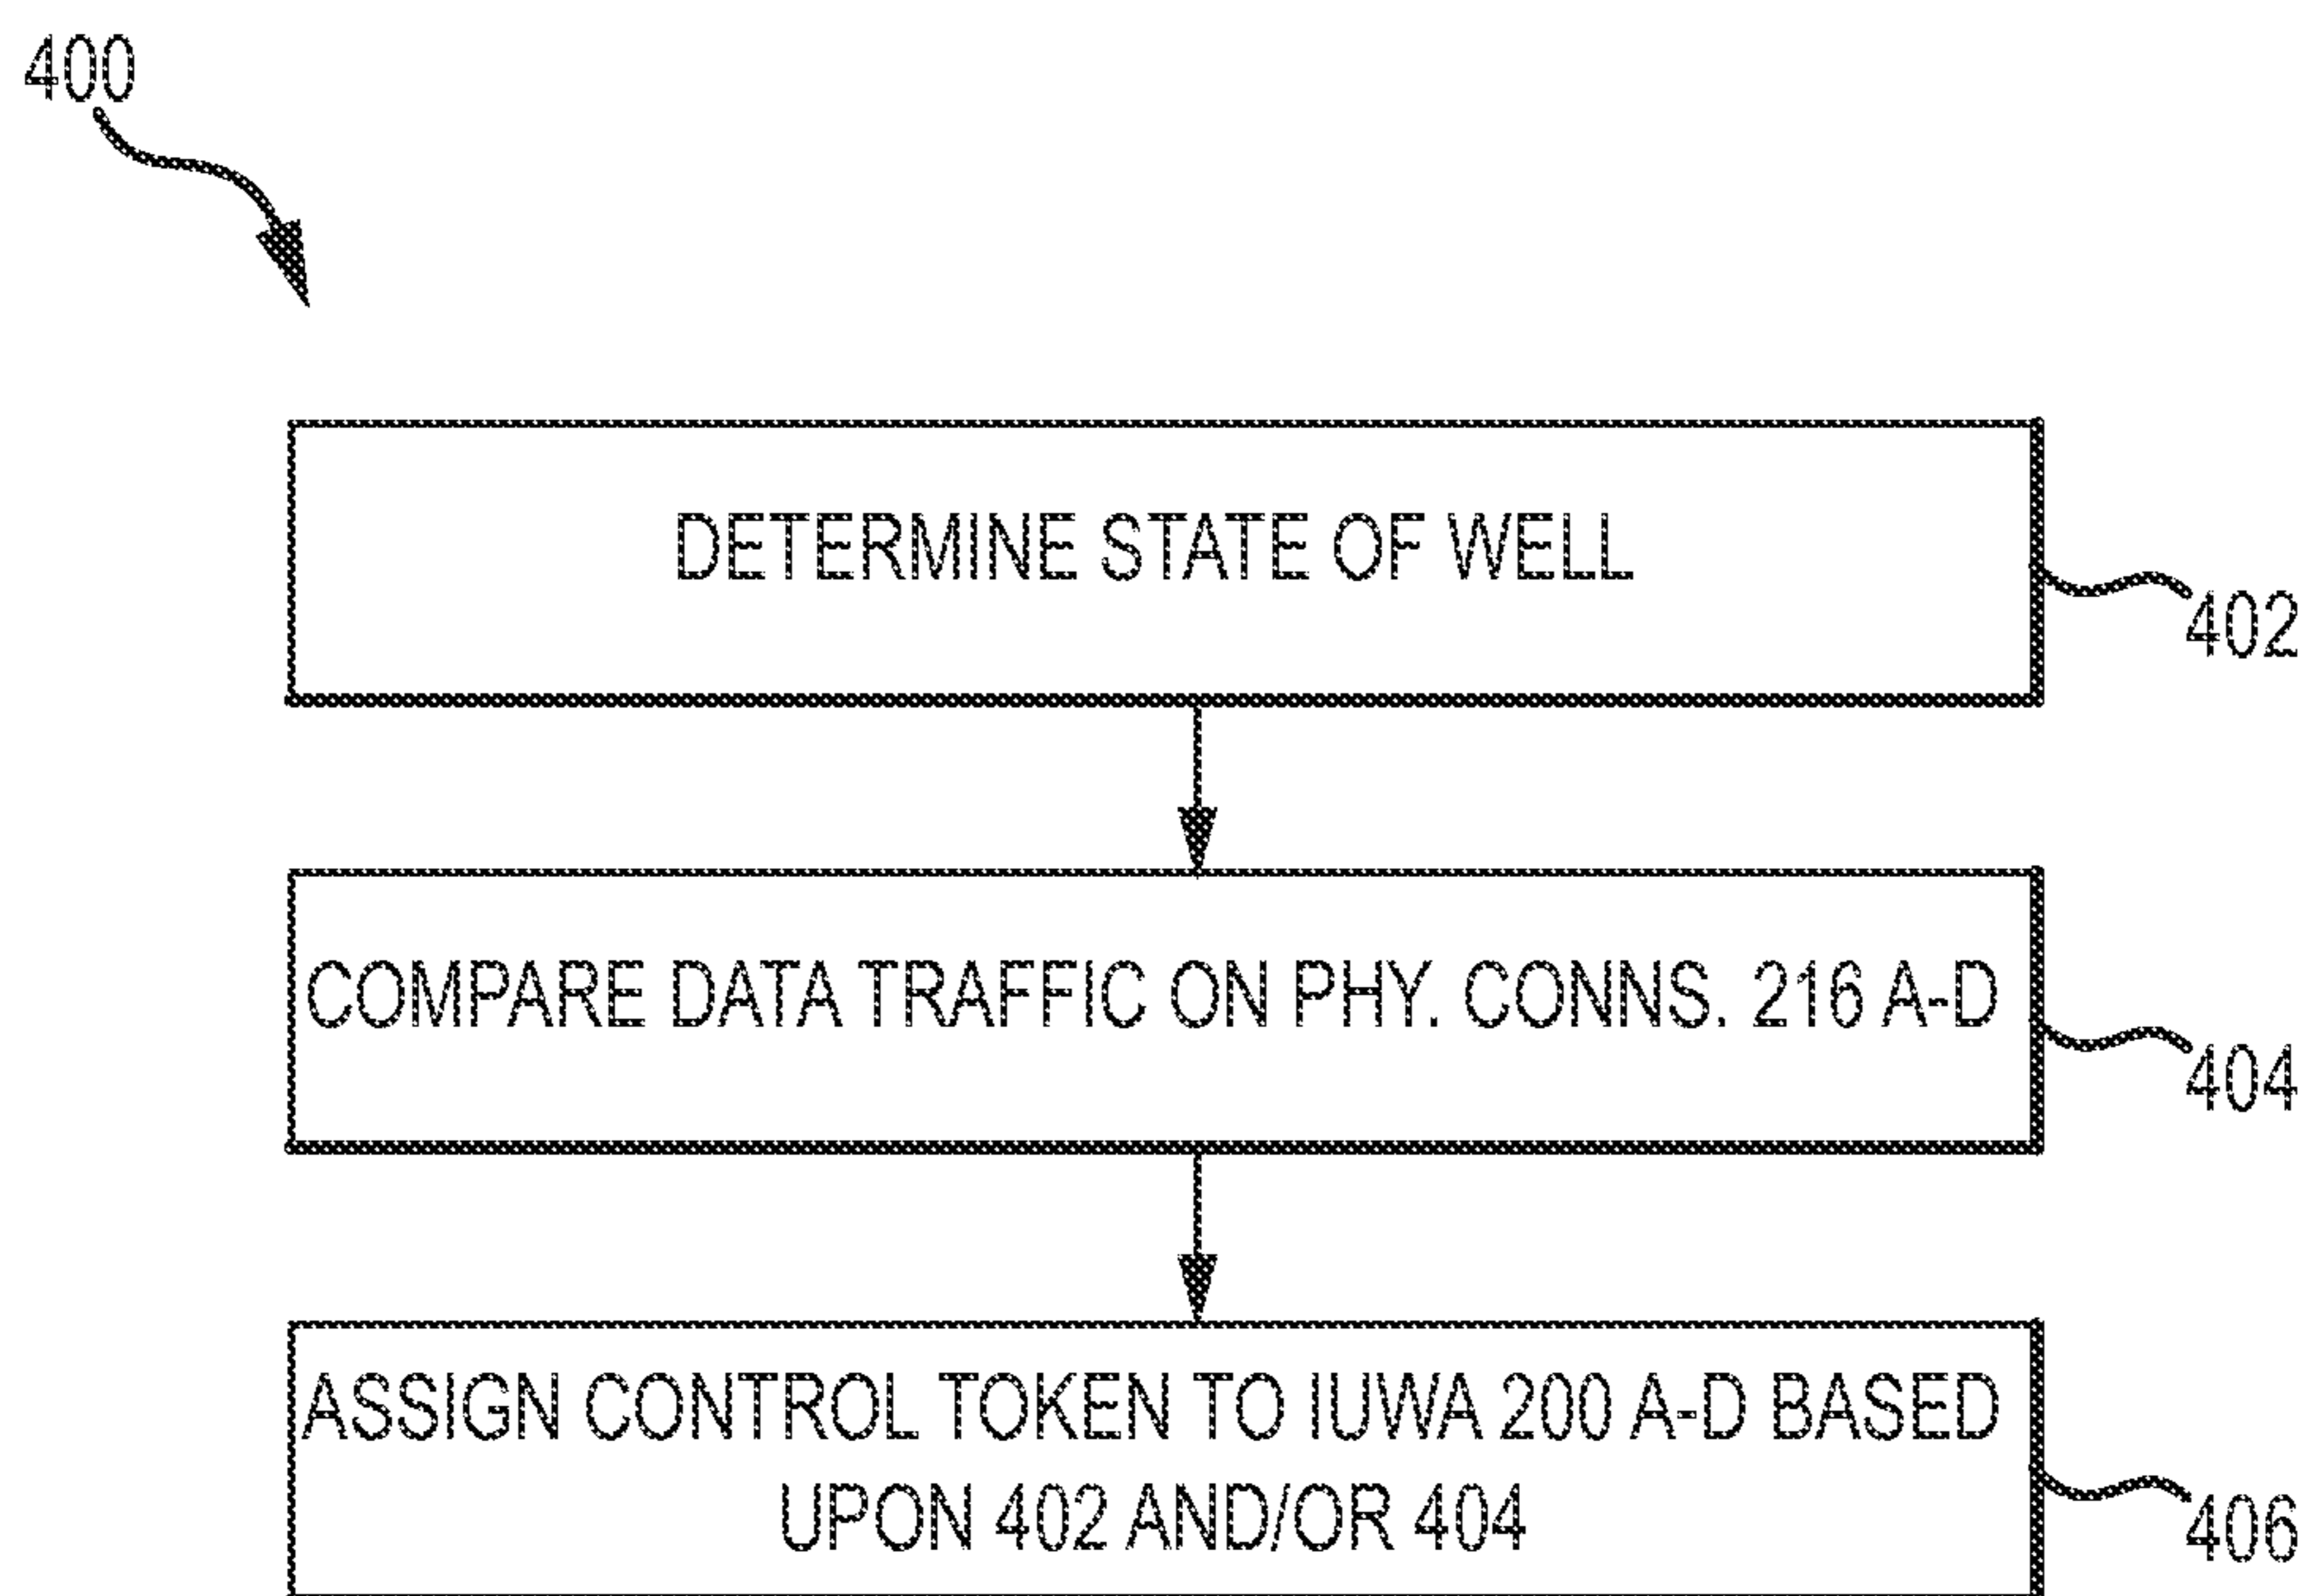 400
DETERMINE STATE OF WELL
402
COMPARE DATA TRAFFIC ON PHY. CONNS. 216 A-D
404
ASSIGN CONTROL TOKEN TO IUWA 200 A-D BASED
UPON 402 AND/OR 404
406